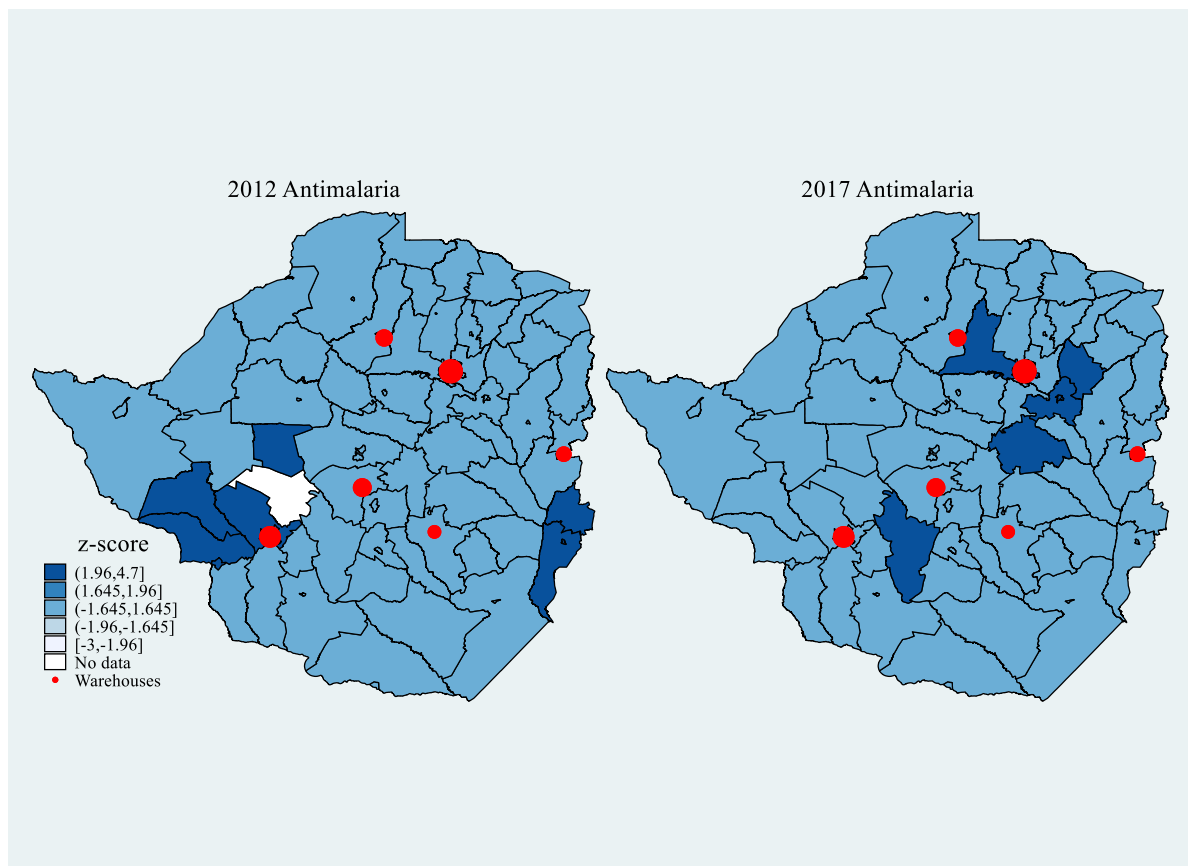 2012 Antimalaria
2017 Antimalaria
z-score
(1.96,4.7]
(1.645,1.96]
(-1.645,1.645]
(-1.96,-1.645]
[-3,-1.96]
No data
Warehouses